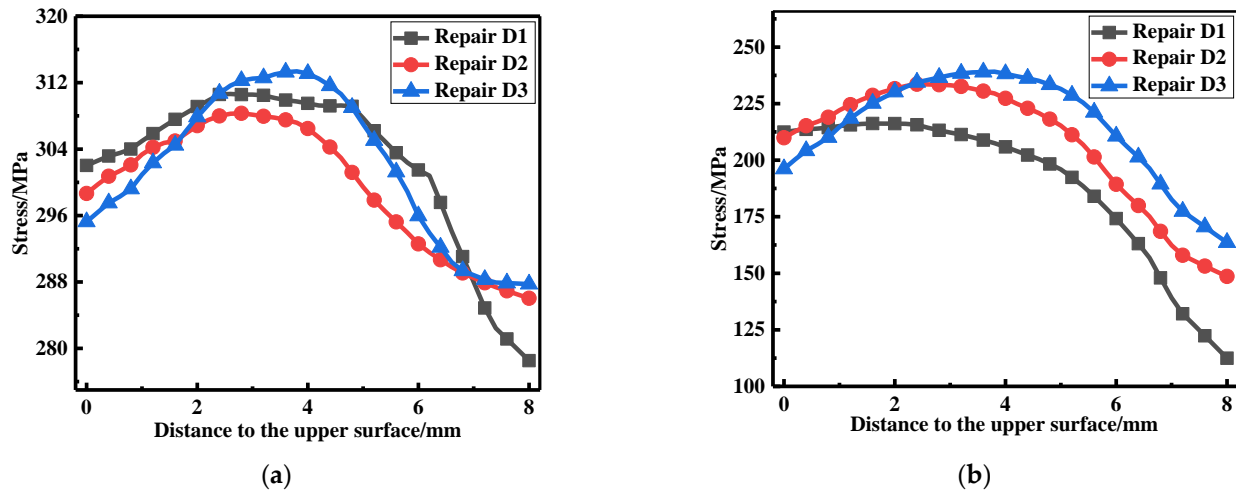 320
312
304
296
288
280
Stress/MPa
Repair D1
Repair D2
Repair D3
0 2 4 6 8
Distance to the upper surface/mm
(a)
250
225
200
175
150
125
100
Stress/MPa
Repair D1
Repair D2
Repair D3
0 2 4 6 8
Distance to the upper surface/mm
(b)